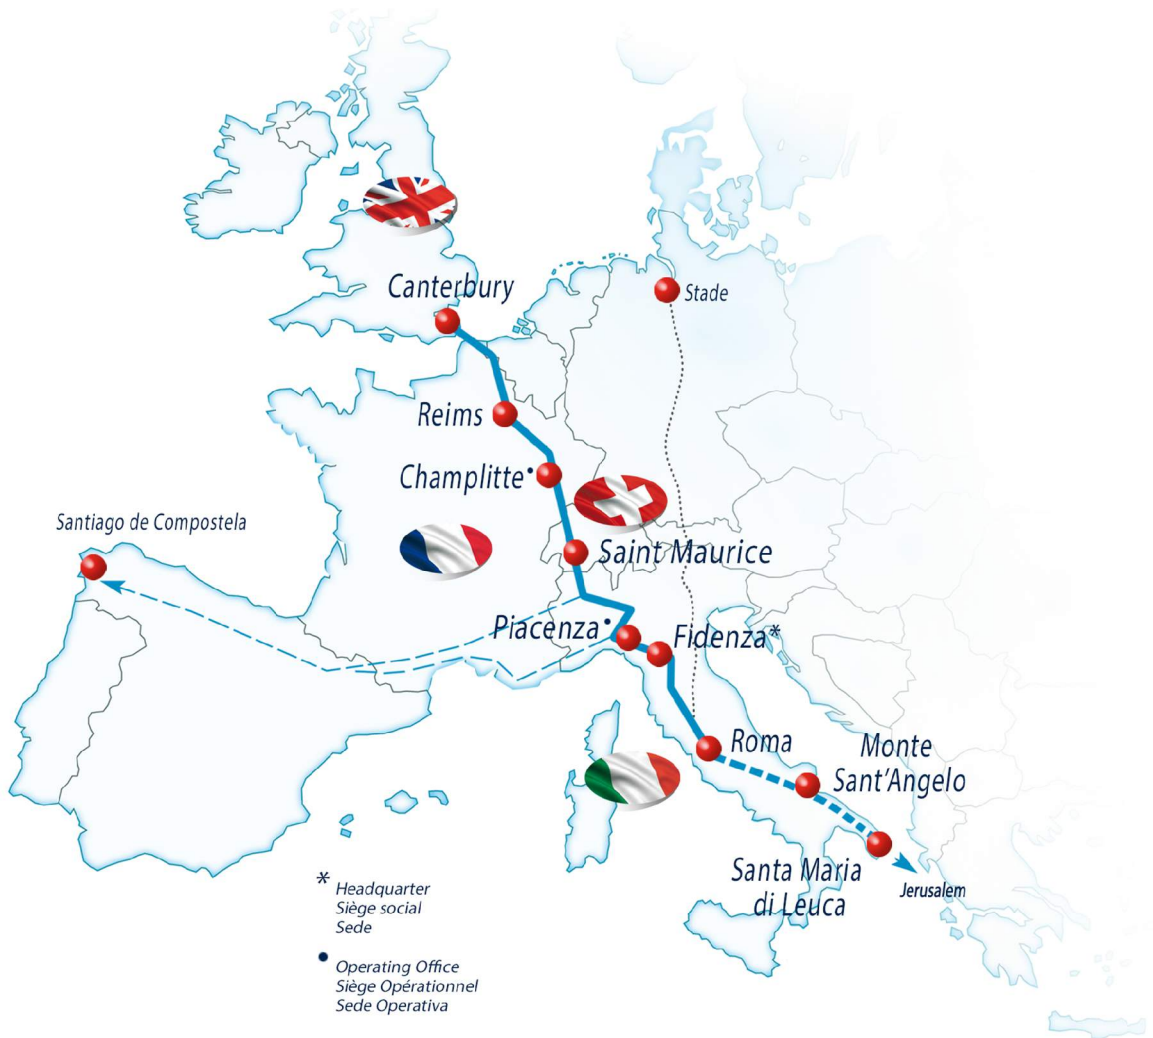 Canterbury
Stade
Reims
Champlitte•
Santiago de Compostela
Saint Maurice
Piacenza•
Fidenza*
Roma
Monte
Sant'Angelo
Santa Maria
di Leuca
Jerusalem
* Headquarter
Siège social
Sede
• Operating Office
Siège Opérationnel
Sede Operativa